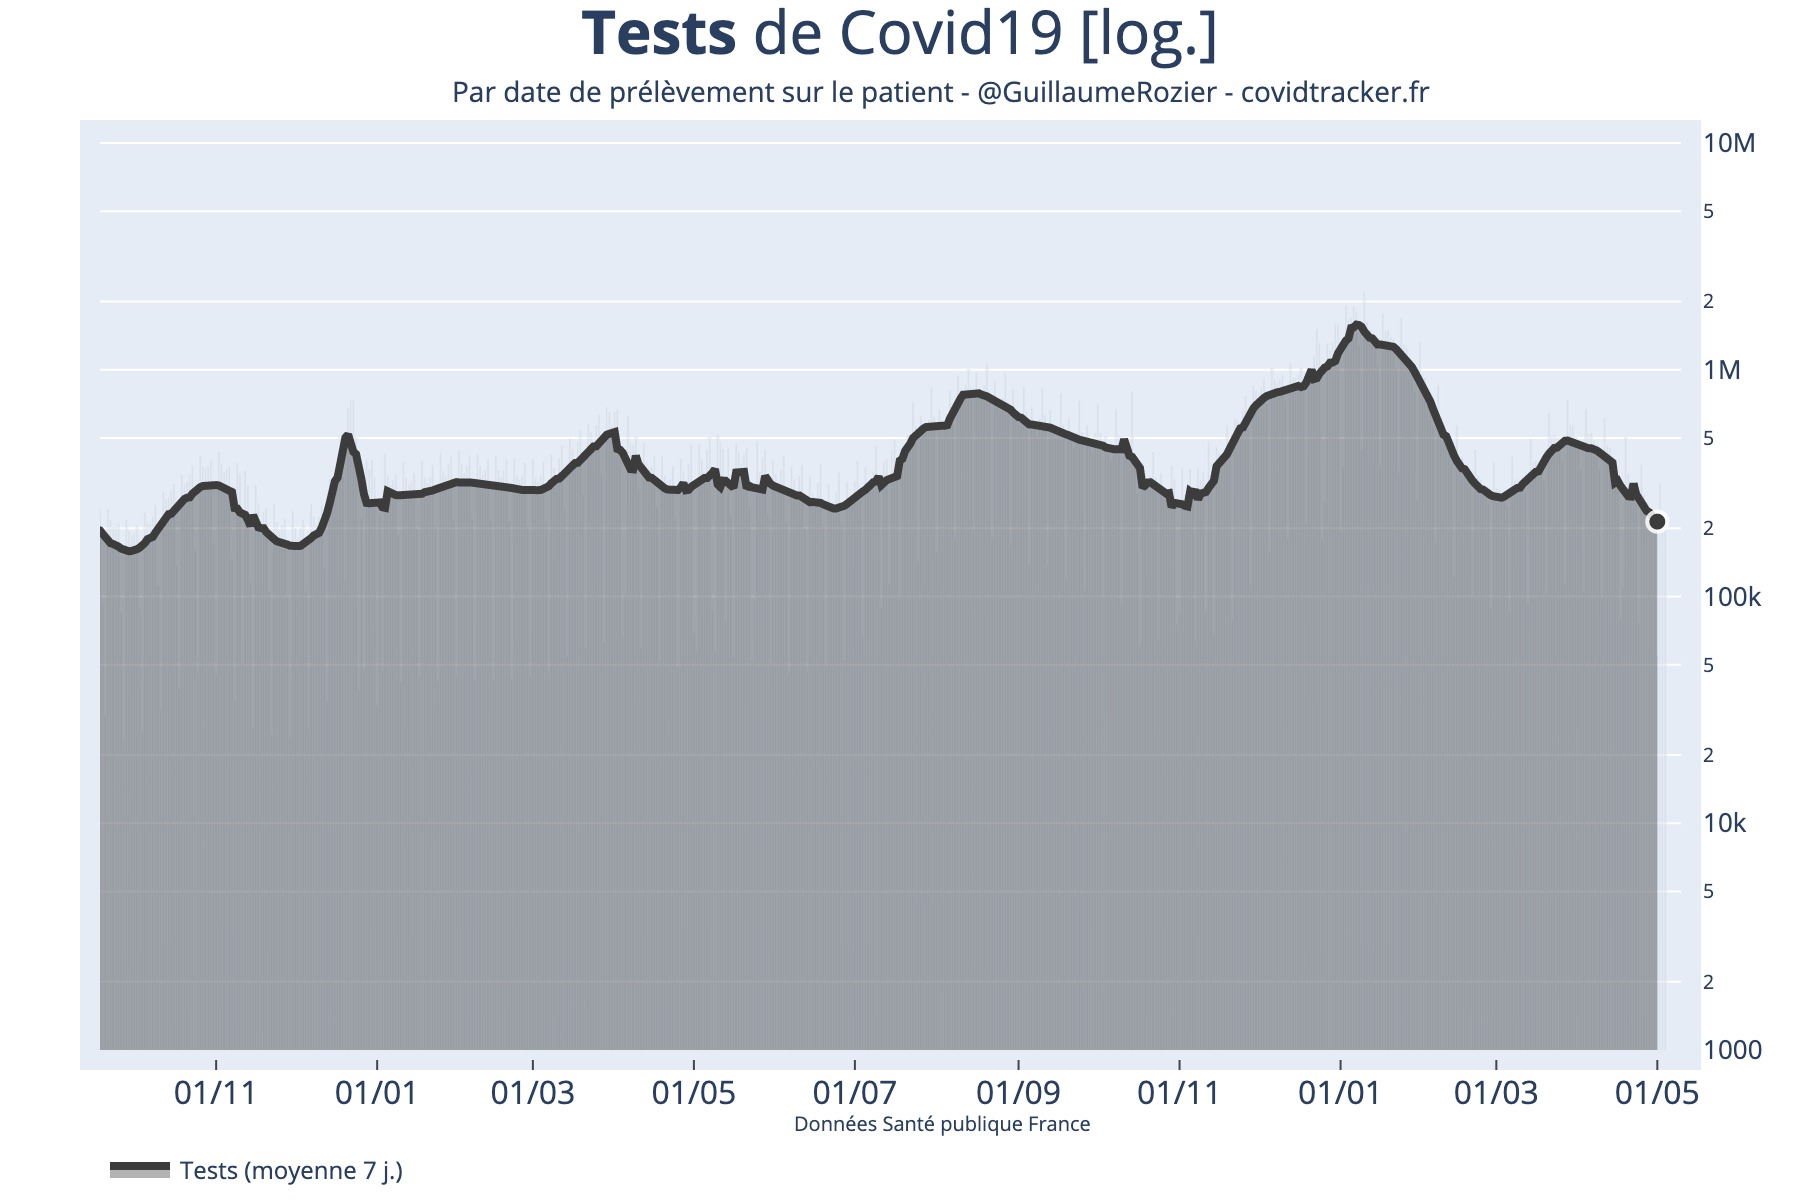 Tests de Covid19 [log.]
Par date de prélèvement sur le patient - @GuillaumeRozier - covidtracker.fr
10M
5
2
1M
5
2
100k
5
2
10k
5
2
1000
01/11 01/01 01/03 01/05 01/07 01/09 01/11 01/01 01/03 01/05
Données Santé publique France
Tests (moyenne 7 j.)